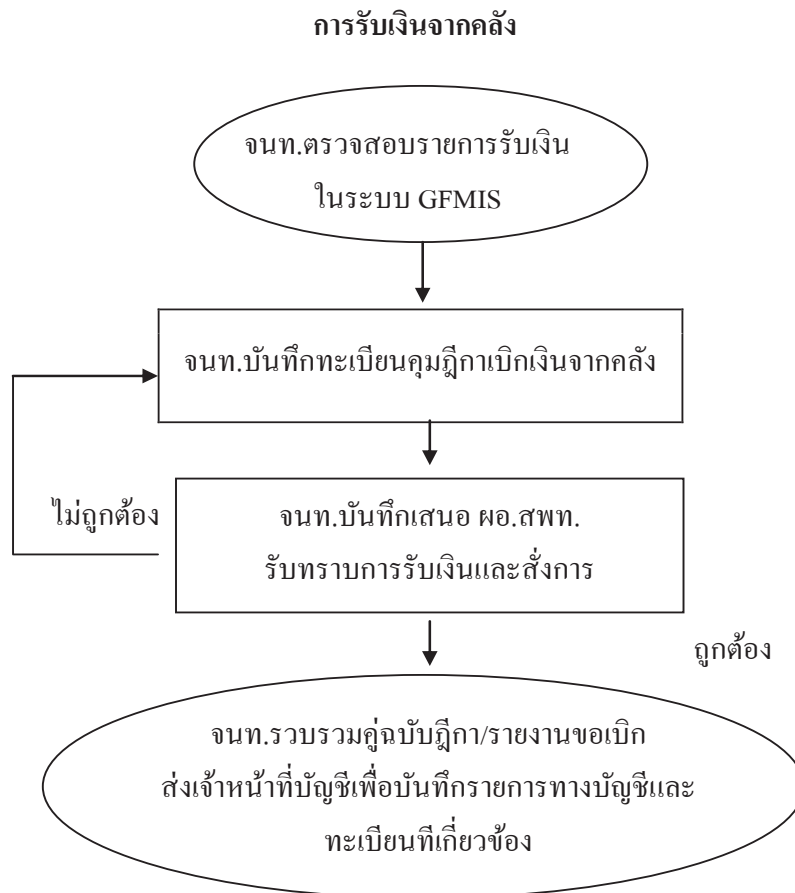 การรับเงินจากคลัง
จนท.ตรวจสอบรายการรับเงิน
ในระบบ GFMIS
จนท.บันทึกทะเบียนคุมฎีกาเบิกเงินจากคลัง
ไม่ถูกต้อง
จนท.บันทึกเสนอ ผอ.สพท.
รับทราบการรับเงินและสั่งการ
ถูกต้อง
จนท.รวบรวมคู่ฉบับฎีกา/รายงานขอเบิก
ส่งเจ้าหน้าที่บัญชีเพื่อบันทึกรายการทางบัญชีและ
ทะเบียนทีเกี่ยวข้อง